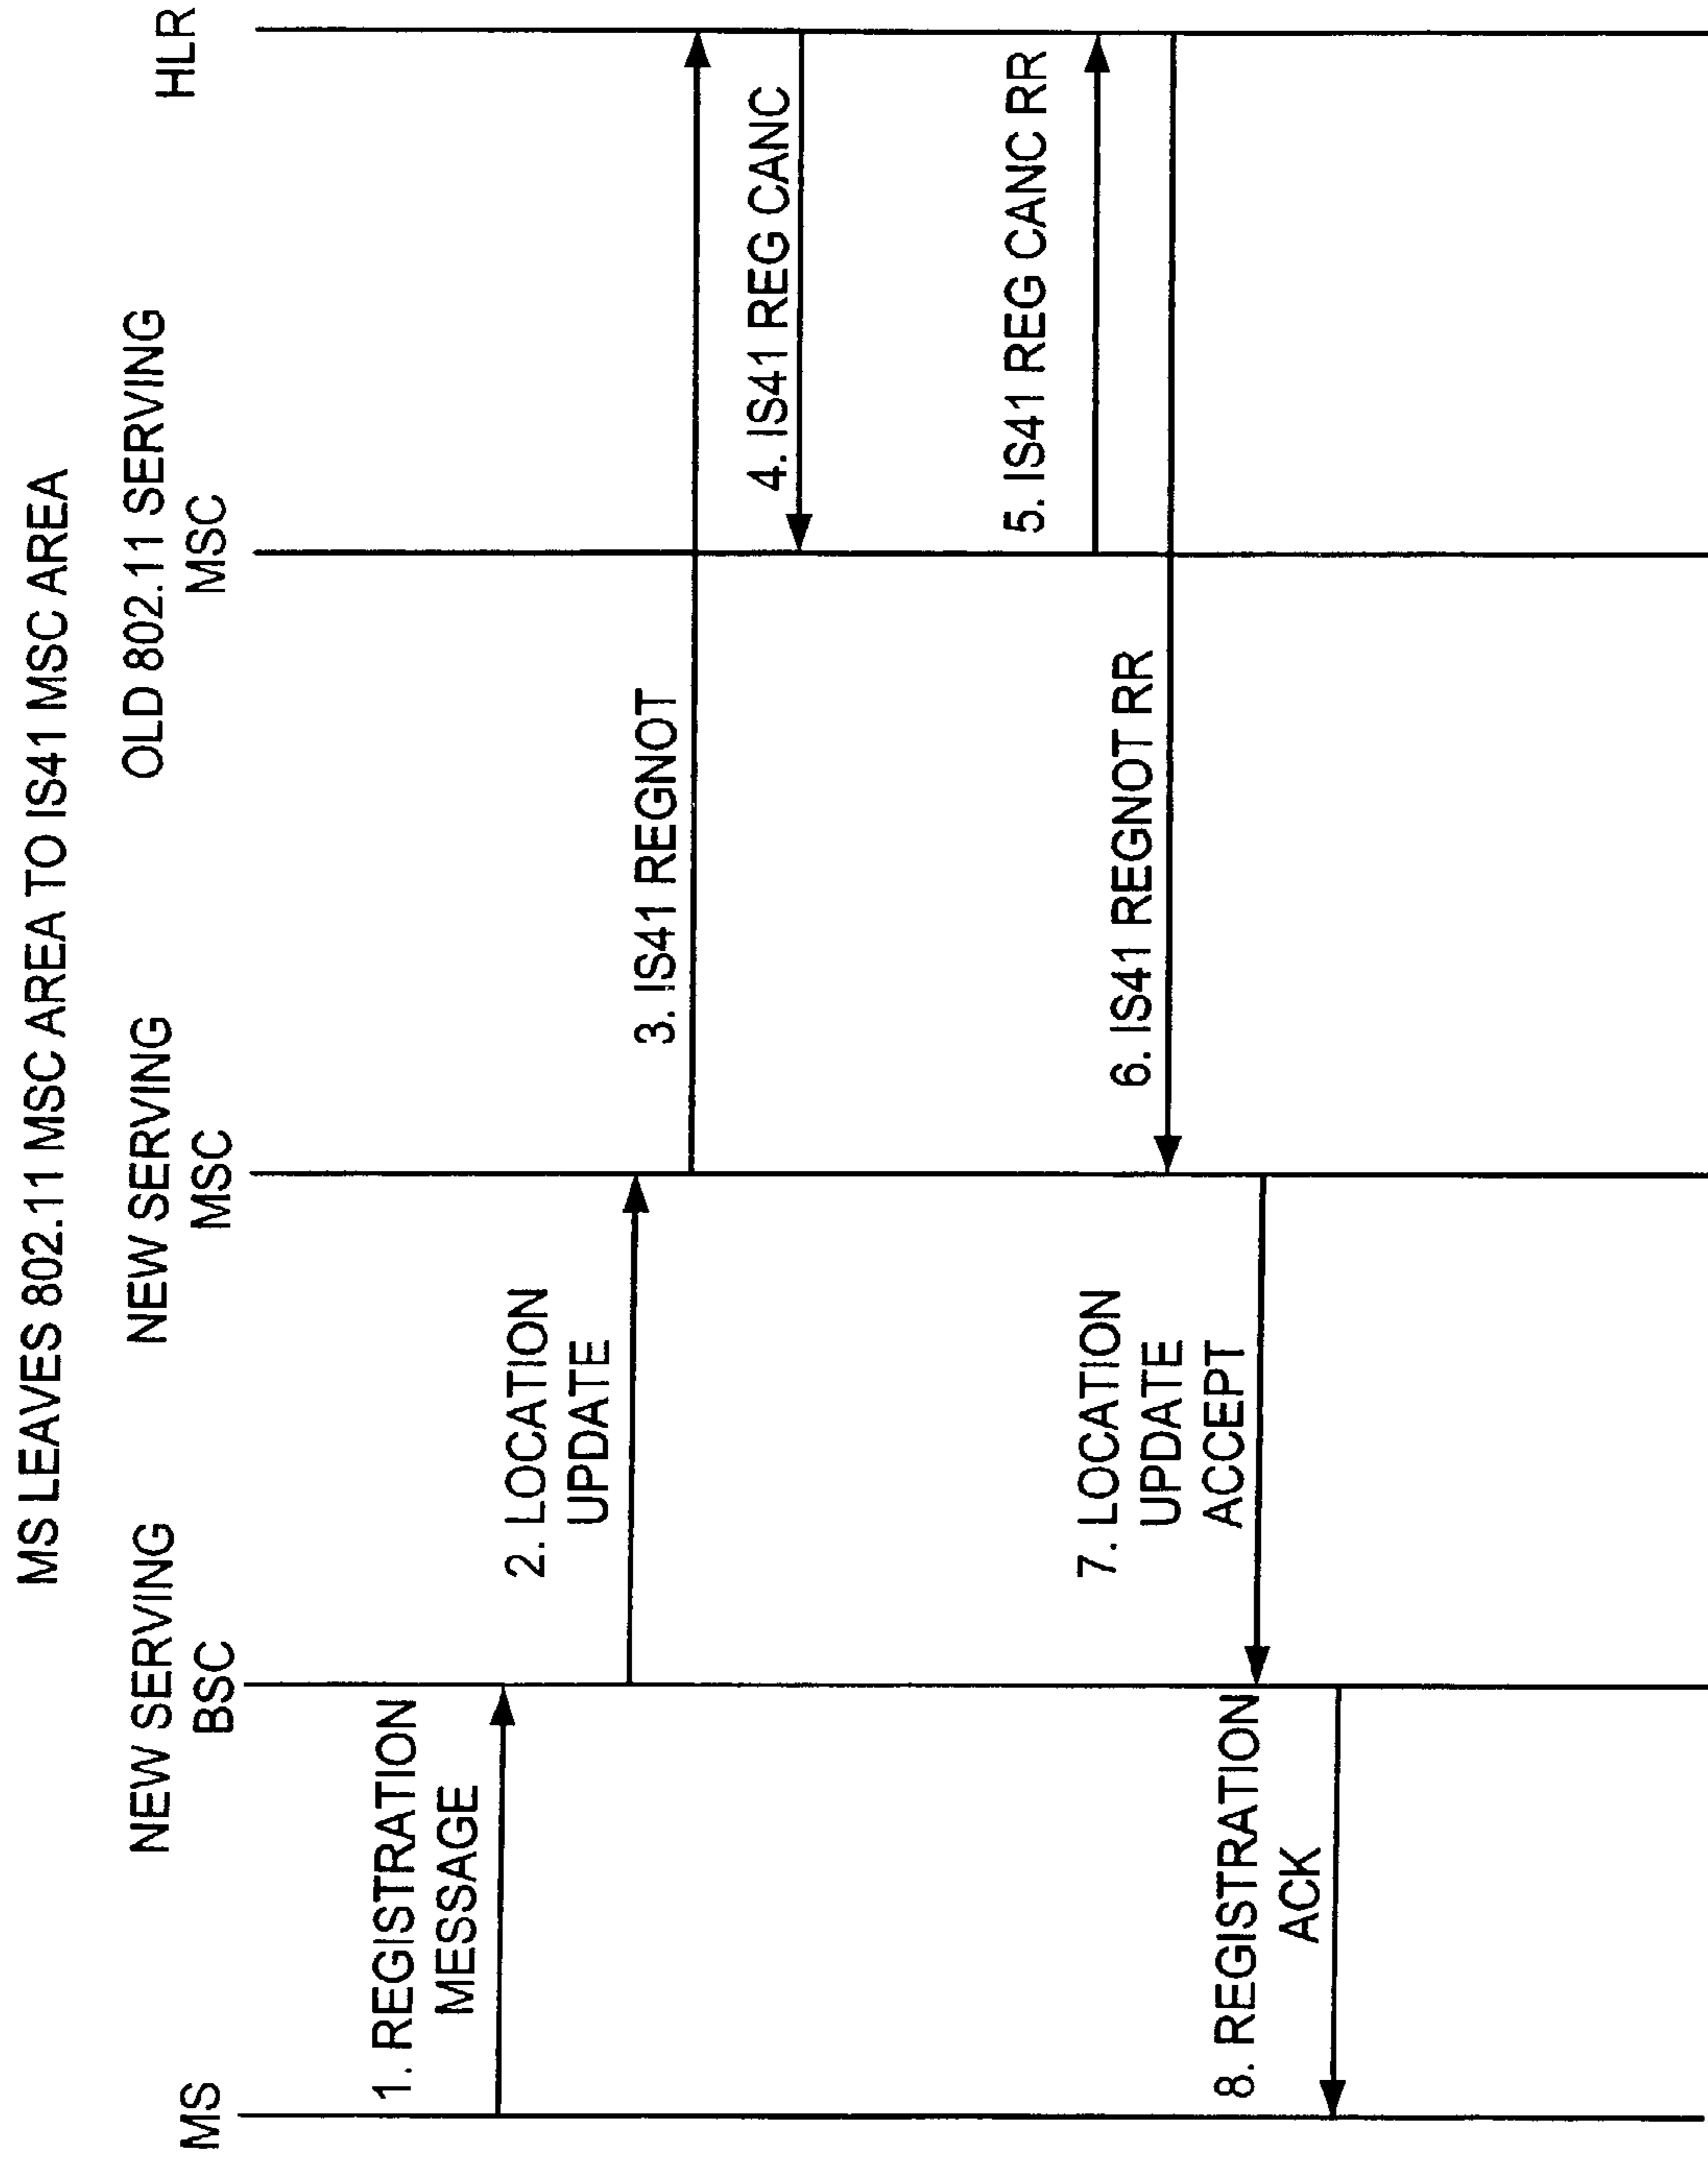 MS LEAVES 802.11 MSC AREA TO IS41 MSC AREA
MS
NEW SERVING
BSC
NEW SERVING
MSC
OLD 802.11 SERVING
MSC
HLR
1. REGISTRATION
MESSAGE
2. LOCATION
UPDATE
3. IS41 REGNOT
4. IS41 REG CANC
5. IS41 REG CANC RR
6. IS41 REGNOT RR
7. LOCATION
UPDATE
ACCEPT
8. REGISTRATION
ACK